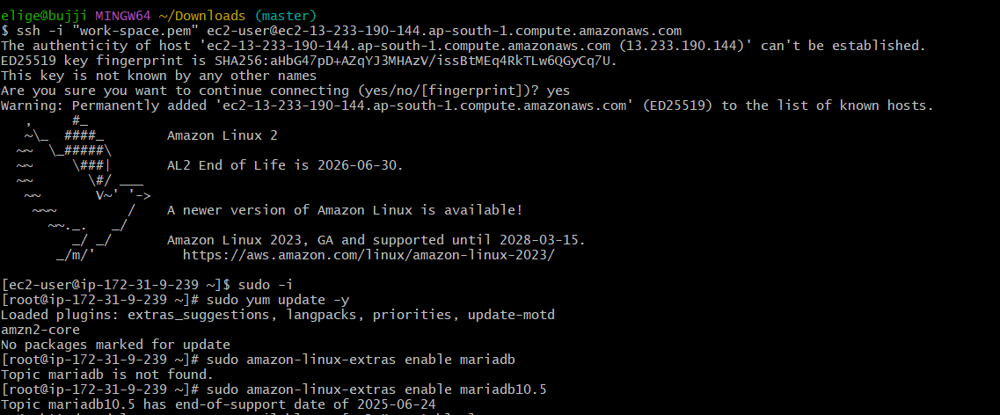 elige@bujji MINGW64 ~/Downloads (master)
$ ssh -i "work-space.pem" ec2-user@ec2-13-233-190-144.ap-south-1.compute.amazonaws.com
The authenticity of host 'ec2-13-233-190-144.ap-south-1.compute.amazonaws.com (13.233.190.144)' can't be established.
ED25519 key fingerprint is SHA256:aHbG47pD+AZqYJ3MHAzV/issBtMEq4RkTLw6QGyCq7U.
This key is not known by any other names
Are you sure you want to continue connecting (yes/no/[fingerprint])? yes
Warning: Permanently added 'ec2-13-233-190-144.ap-south-1.compute.amazonaws.com' (ED25519) to the list of known hosts.
   ,     #_
   ~\_  ####_        Amazon Linux 2
  ~~  \_#####\
  ~~     \###|       AL2 End of Life is 2026-06-30.
  ~~       \#/ ___
   ~~       V~' '->
    ~~~         /    A newer version of Amazon Linux is available!
      ~~._.   _/
         _/ _/       Amazon Linux 2023, GA and supported until 2028-03-15.
       _/m/'           https://aws.amazon.com/linux/amazon-linux-2023/
[ec2-user@ip-172-31-9-239 ~]$ sudo -i
[root@ip-172-31-9-239 ~]# sudo yum update -y
Loaded plugins: extras_suggestions, langpacks, priorities, update-motd
amzn2-core
No packages marked for update
[root@ip-172-31-9-239 ~]# sudo amazon-linux-extras enable mariadb
Topic mariadb is not found.
[root@ip-172-31-9-239 ~]# sudo amazon-linux-extras enable mariadb10.5
Topic mariadb10.5 has end-of-support date of 2025-06-24